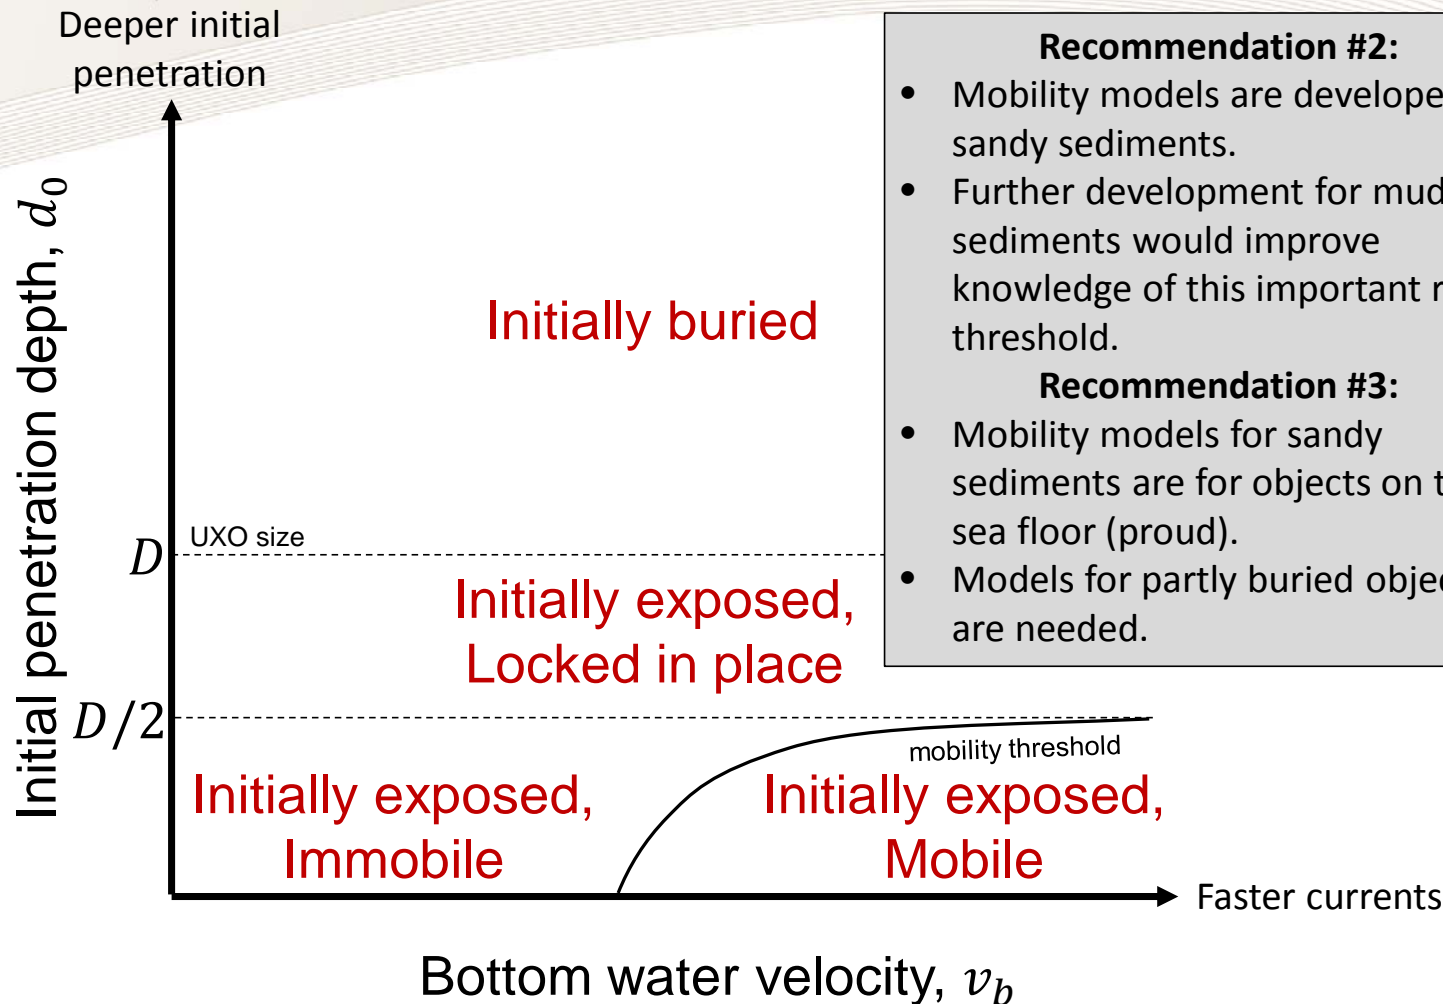 Deeper initial
penetration
Initial penetration depth, d₀
Recommendation #2:
• Mobility models are develope
sandy sediments.
• Further development for mud
sediments would improve
knowledge of this important r
threshold.
Recommendation #3:
• Mobility models for sandy
sediments are for objects on t
sea floor (proud).
• Models for partly buried objec
are needed.
Initially buried
D
UXO size
Initially exposed,
Locked in place
D/2
mobility threshold
Initially exposed,
Immobile
Initially exposed,
Mobile
Faster currents
Bottom water velocity, v_b